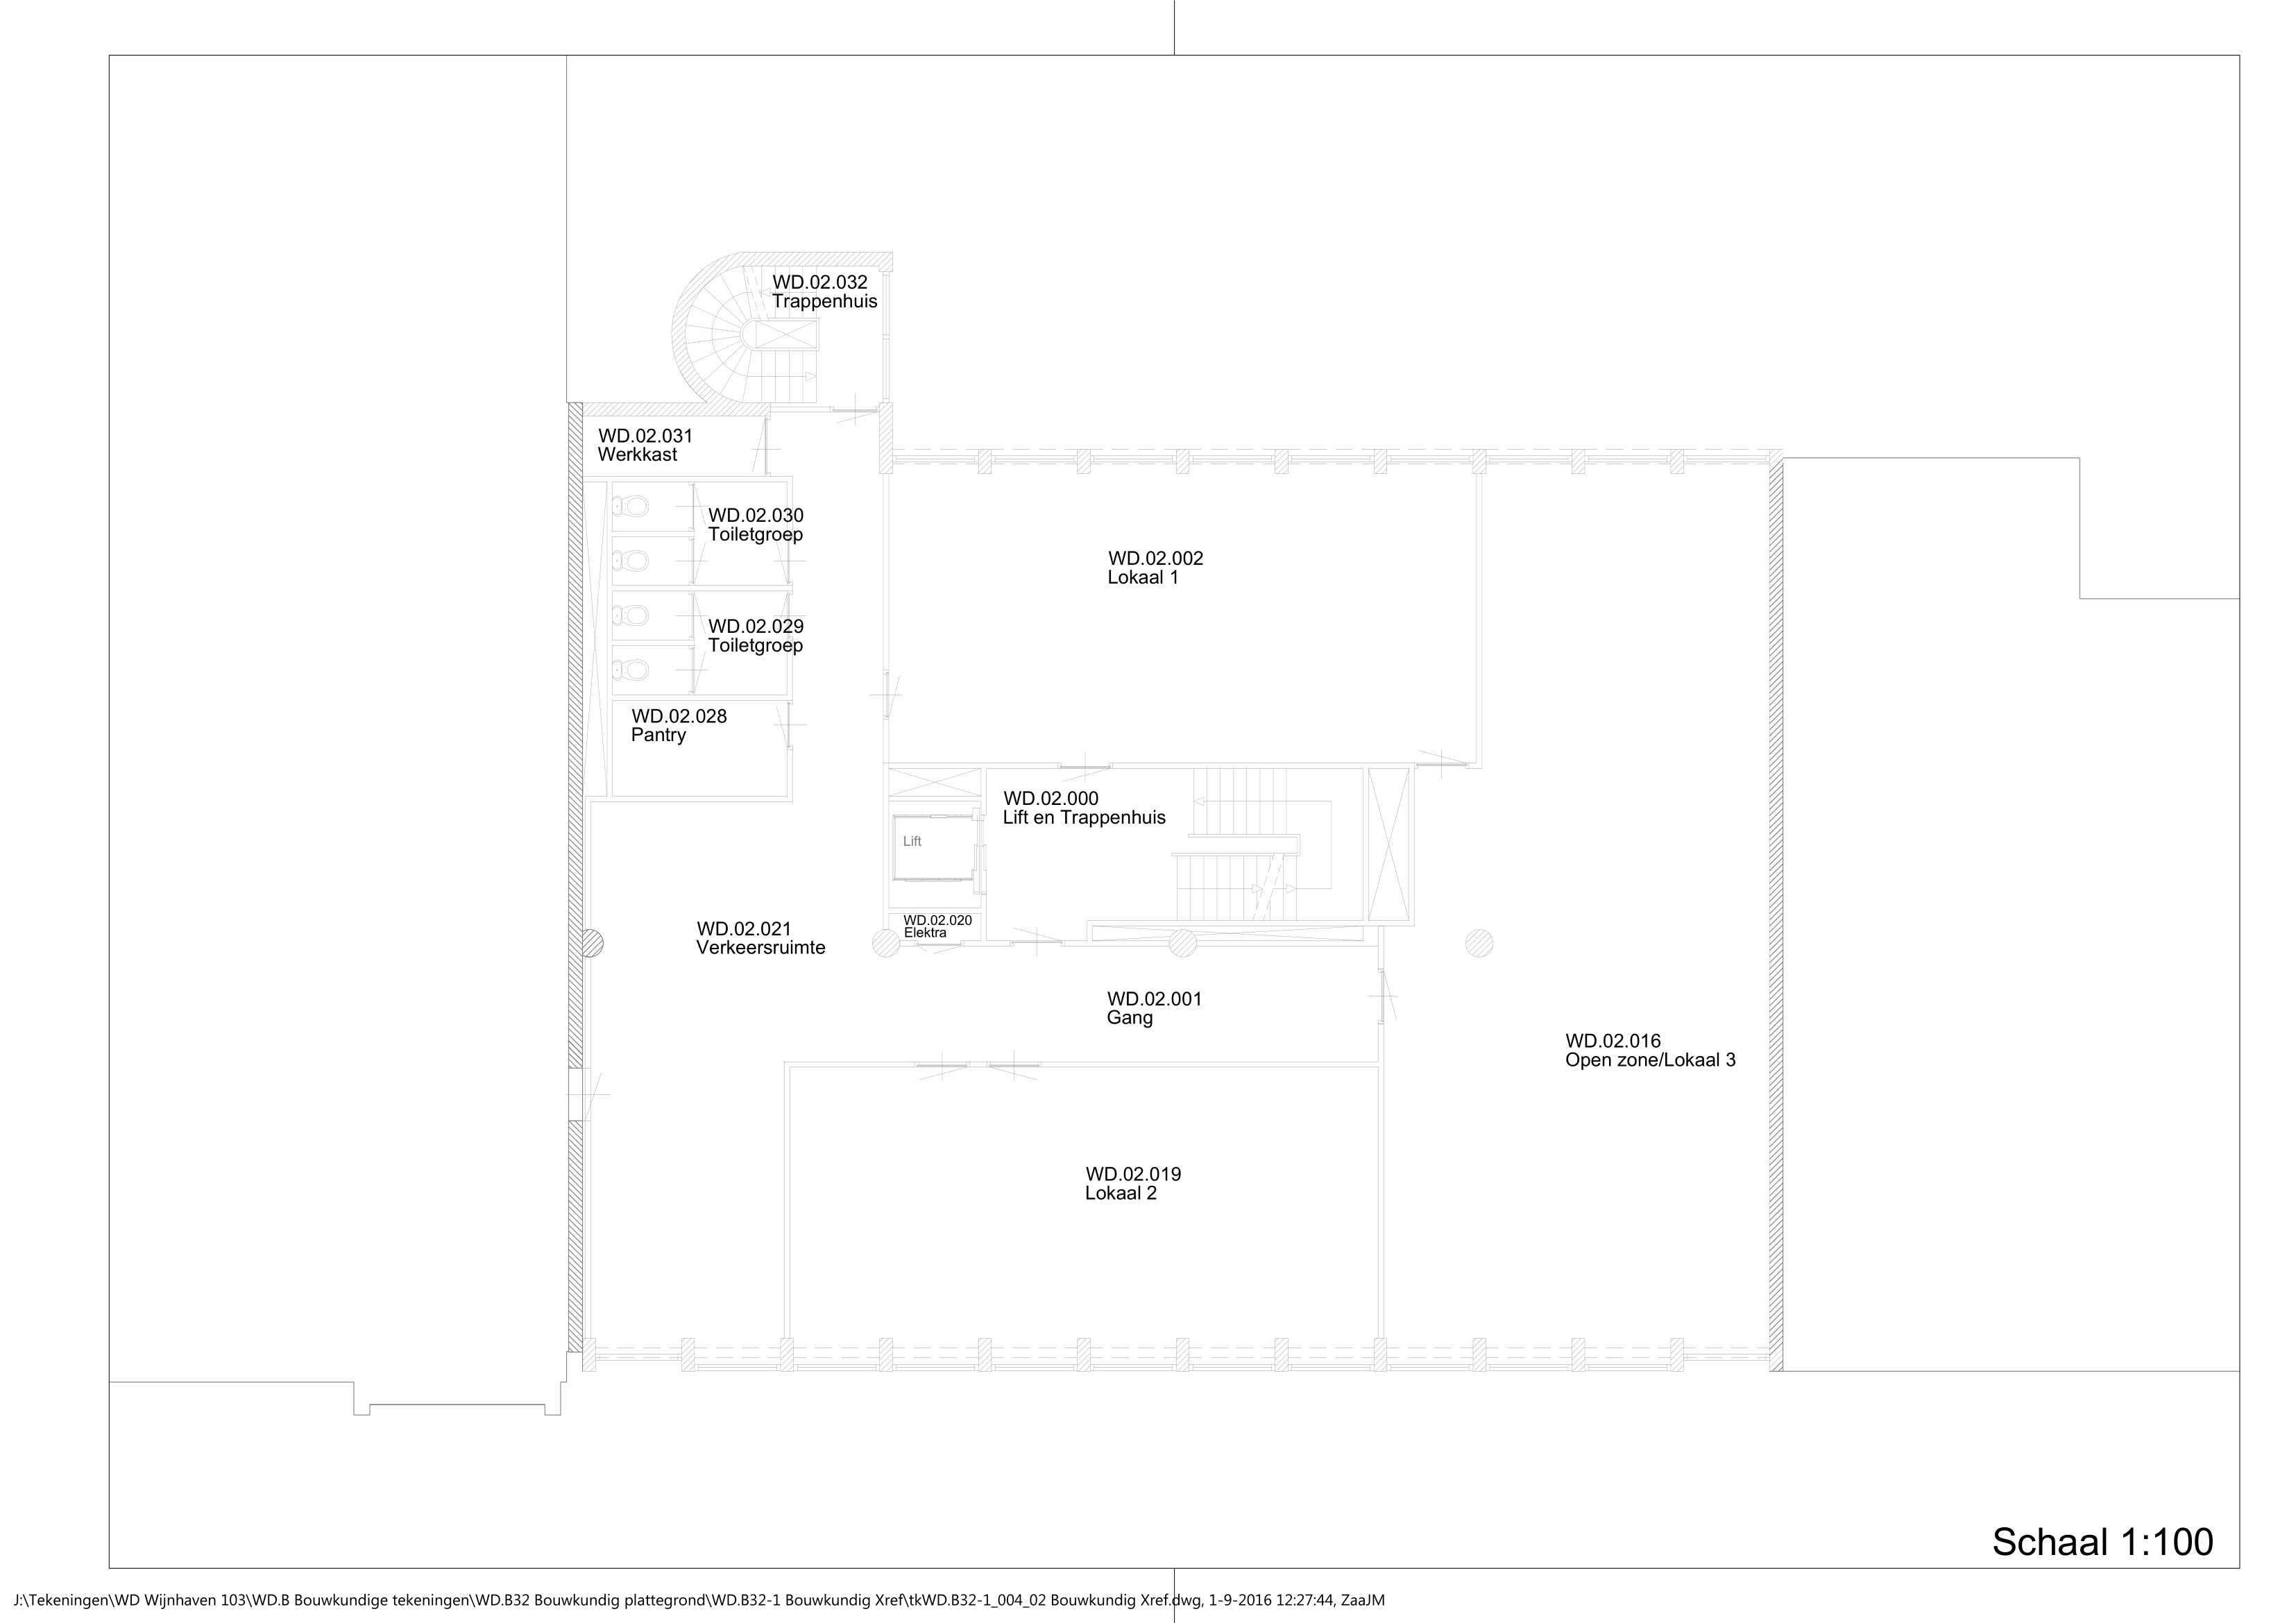 WD.02.032
Trappenhuis
WD.02.031
Werkkast
WD.02.030
Toiletgroep
WD.02.002
Lokaal 1
WD.02.029
Toiletgroep
WD.02.028
Pantry
WD.02.000
Lift en Trappenhuis
Lift
WD.02.020
Elektra
WD.02.021
Verkeersruimte
WD.02.001
Gang
WD.02.016
Open zone/Lokaal 3
WD.02.019
Lokaal 2
Schaal 1:100
J:\Tekeningen\WD Wijnhaven 103\WD.B Bouwkundige tekeningen\WD.B32 Bouwkundig plattegrond\WD.B32-1 Bouwkundig Xref\tkWD.B32-1_004_02 Bouwkundig Xref.dwg, 1-9-2016 12:27:44, ZaaJM